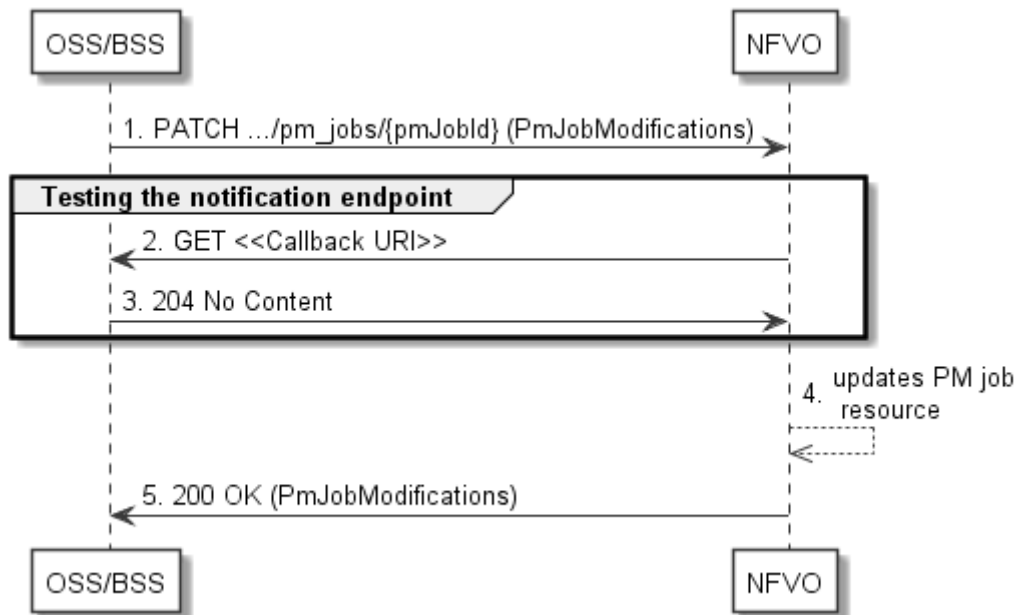 OSS/BSS
NFVO
1. PATCH .../pm_jobs/{pmJobId} (PmJobModifications)
Testing the notification endpoint
2. GET <<Callback URI>>
3. 204 No Content
4. updates PM job
resource
5. 200 OK (PmJobModifications)
OSS/BSS
NFVO